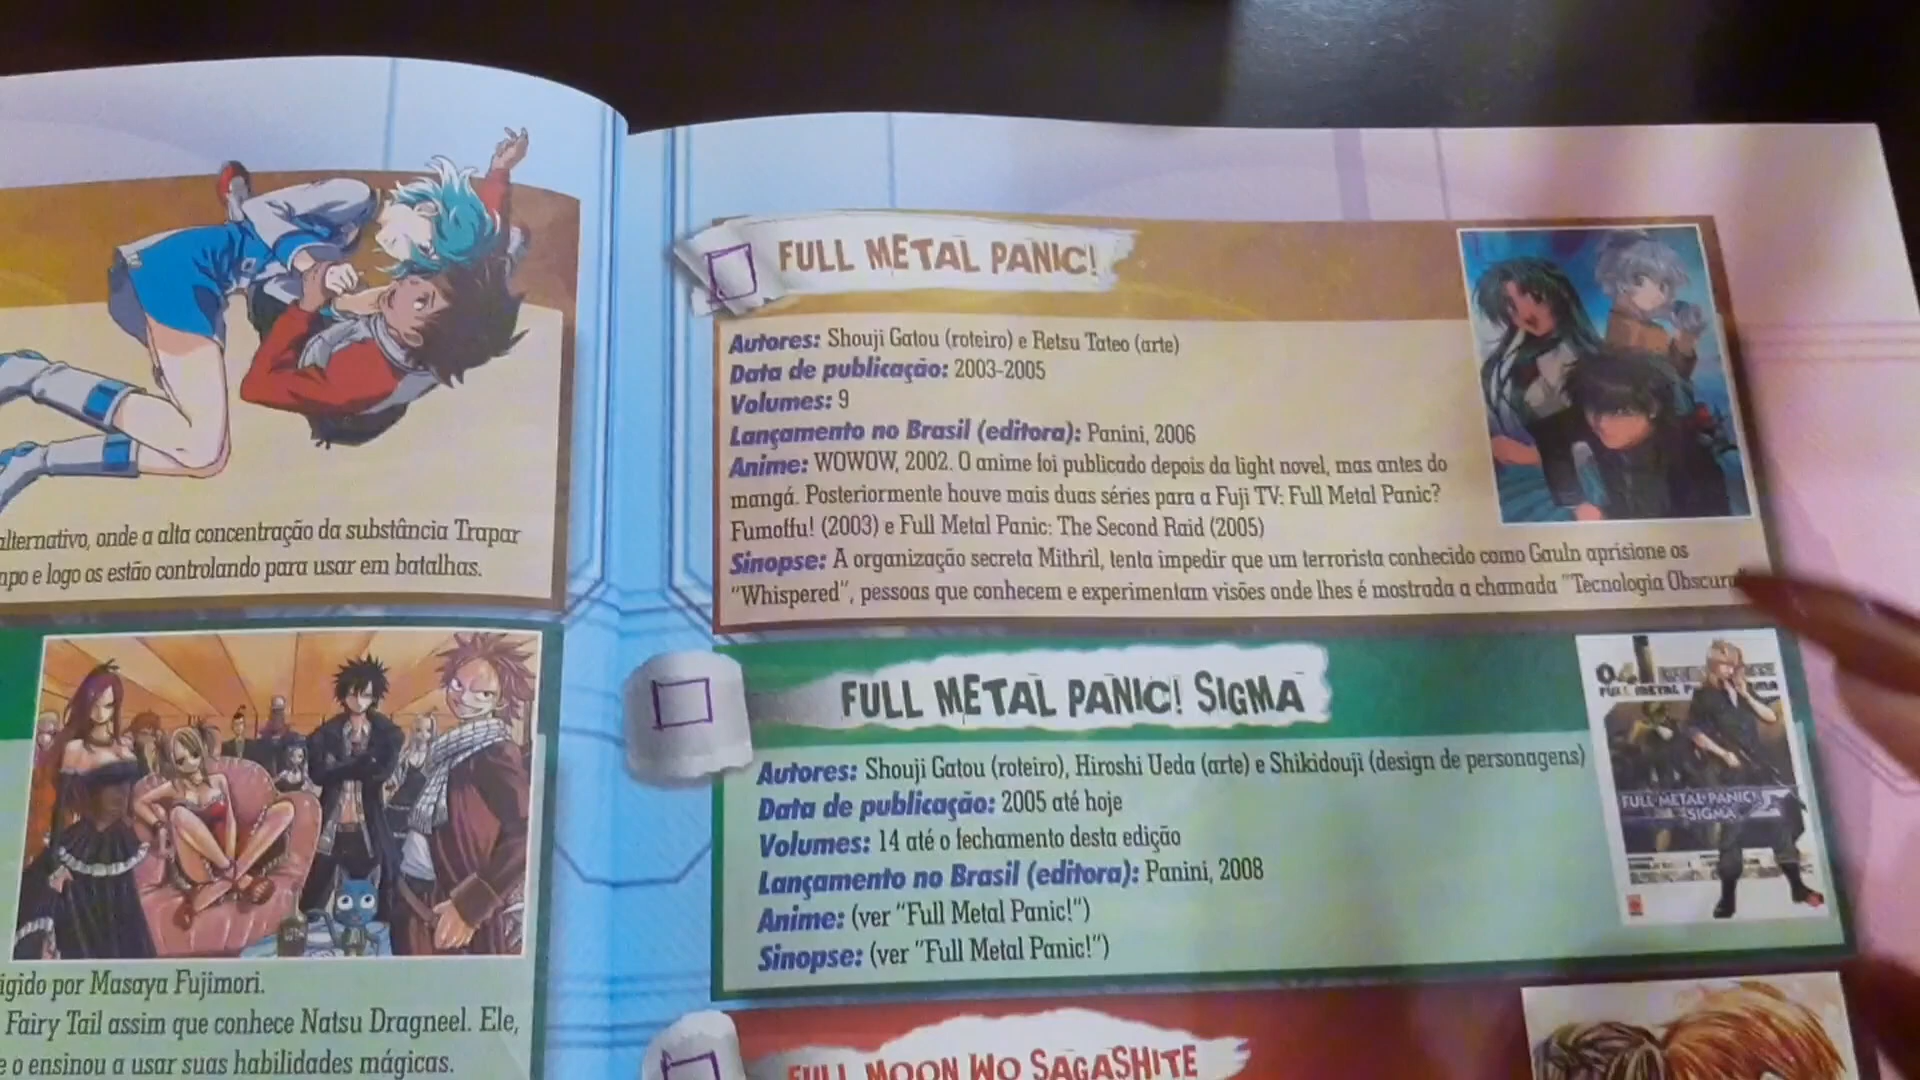 alternativo, onde a alta concentração da substância Trapar
e logo os estão controlando para usar em batalhas.
por Masaya Fujimori.
Fairy Tail assim que conhece Natsu Dragneel. Ele,
e o ensinou a usar suas habilidades mágicas.
FULL METAL PANIC!
Autores: Shouji Gatou (roteiro) e Retsu Tateo (arte)
Data de publicação: 2003-2005
Volumes: 9
Lançamento no Brasil (editora): Panini, 2006
Anime: WOWOW, 2002. O anime foi publicado depois da light novel, mas antes do
mangá. Posteriormente houve mais duas séries para a Fuji TV: Full Metal Panic?
Fumoffu! (2003) e Full Metal Panic: The Second Raid (2005)
Sinopse: A organização secreta Mithril, tenta impedir que um terrorista conhecido como Gauln aprisione os
"Whispered", pessoas que conhecem e experimentam visões onde lhes é mostrada a chamada "Tecnologia Obscura"
FULL METAL PANIC! SIGMA
Autores: Shouji Gatou (roteiro), Hiroshi Ueda (arte) e Shikidouji (design de personagens)
Data de publicação: 2005 até hoje
Volumes: 14 até o fechamento desta edição
Lançamento no Brasil (editora): Panini, 2008
Anime: (ver "Full Metal Panic!")
Sinopse: (ver "Full Metal Panic!")
04
FULL METAL PANIC!
SIGMA
FULL MOON WO SAGASHITE